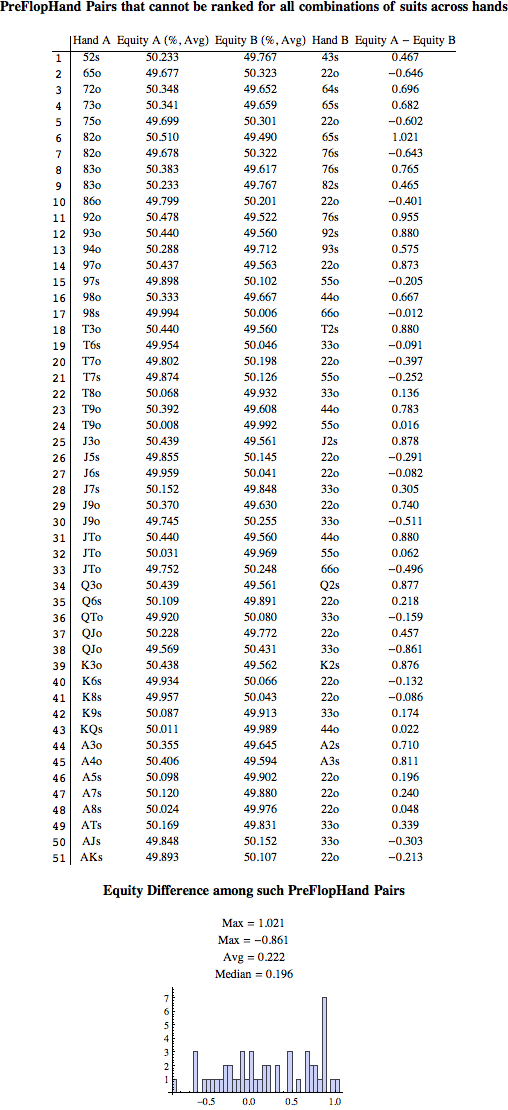 PreFlopHand Pairs that cannot be ranked for all combinations of suits across hands
Hand A Equity A (%, Avg) Equity B (%, Avg) Hand B Equity A − Equity B
1 52s 50.233 49.767 43s 0.467
2 65o 49.677 50.323 22o −0.646
3 72o 50.348 49.652 64s 0.696
4 73o 50.341 49.659 65s 0.682
5 75o 49.699 50.301 22o −0.602
6 82o 50.510 49.490 65s 1.021
7 82o 49.678 50.322 76s −0.643
8 83o 50.383 49.617 76s 0.765
9 83o 50.233 49.767 82s 0.465
10 86o 49.799 50.201 22o −0.401
11 92o 50.478 49.522 76s 0.955
12 93o 50.440 49.560 92s 0.880
13 94o 50.288 49.712 93s 0.575
14 97o 50.437 49.563 22o 0.873
15 97s 49.898 50.102 55o −0.205
16 98o 50.333 49.667 44o 0.667
17 98s 49.994 50.006 66o −0.012
18 T3o 50.440 49.560 T2s 0.880
19 T6s 49.954 50.046 33o −0.091
20 T7o 49.802 50.198 22o −0.397
21 T7s 49.874 50.126 55o −0.252
22 T8o 50.068 49.932 33o 0.136
23 T9o 50.392 49.608 44o 0.783
24 T9o 50.008 49.992 55o 0.016
25 J3o 50.439 49.561 J2s 0.878
26 J5s 49.855 50.145 22o −0.291
27 J6s 49.959 50.041 22o −0.082
28 J7s 50.152 49.848 33o 0.305
29 J9o 50.370 49.630 22o 0.740
30 J9o 49.745 50.255 33o −0.511
31 JTo 50.440 49.560 44o 0.880
32 JTo 50.031 49.969 55o 0.062
33 JTo 49.752 50.248 66o −0.496
34 Q3o 50.439 49.561 Q2s 0.877
35 Q6s 50.109 49.891 22o 0.218
36 QTo 49.920 50.080 33o −0.159
37 QJo 50.228 49.772 22o 0.457
38 QJo 49.569 50.431 33o −0.861
39 K3o 50.438 49.562 K2s 0.876
40 K6s 49.934 50.066 22o −0.132
41 K8s 49.957 50.043 22o −0.086
42 K9s 50.087 49.913 33o 0.174
43 KQs 50.011 49.989 44o 0.022
44 A3o 50.355 49.645 A2s 0.710
45 A4o 50.406 49.594 A3s 0.811
46 A5s 50.098 49.902 22o 0.196
47 A7s 50.120 49.880 22o 0.240
48 A8s 50.024 49.976 22o 0.048
49 ATs 50.169 49.831 33o 0.339
50 AJs 49.848 50.152 33o −0.303
51 AKs 49.893 50.107 22o −0.213
Equity Difference among such PreFlopHand Pairs
Max = 1.021
Max = −0.861
Avg = 0.222
Median = 0.196
7
6
5
4
3
2
1
−0.5 0.0 0.5 1.0